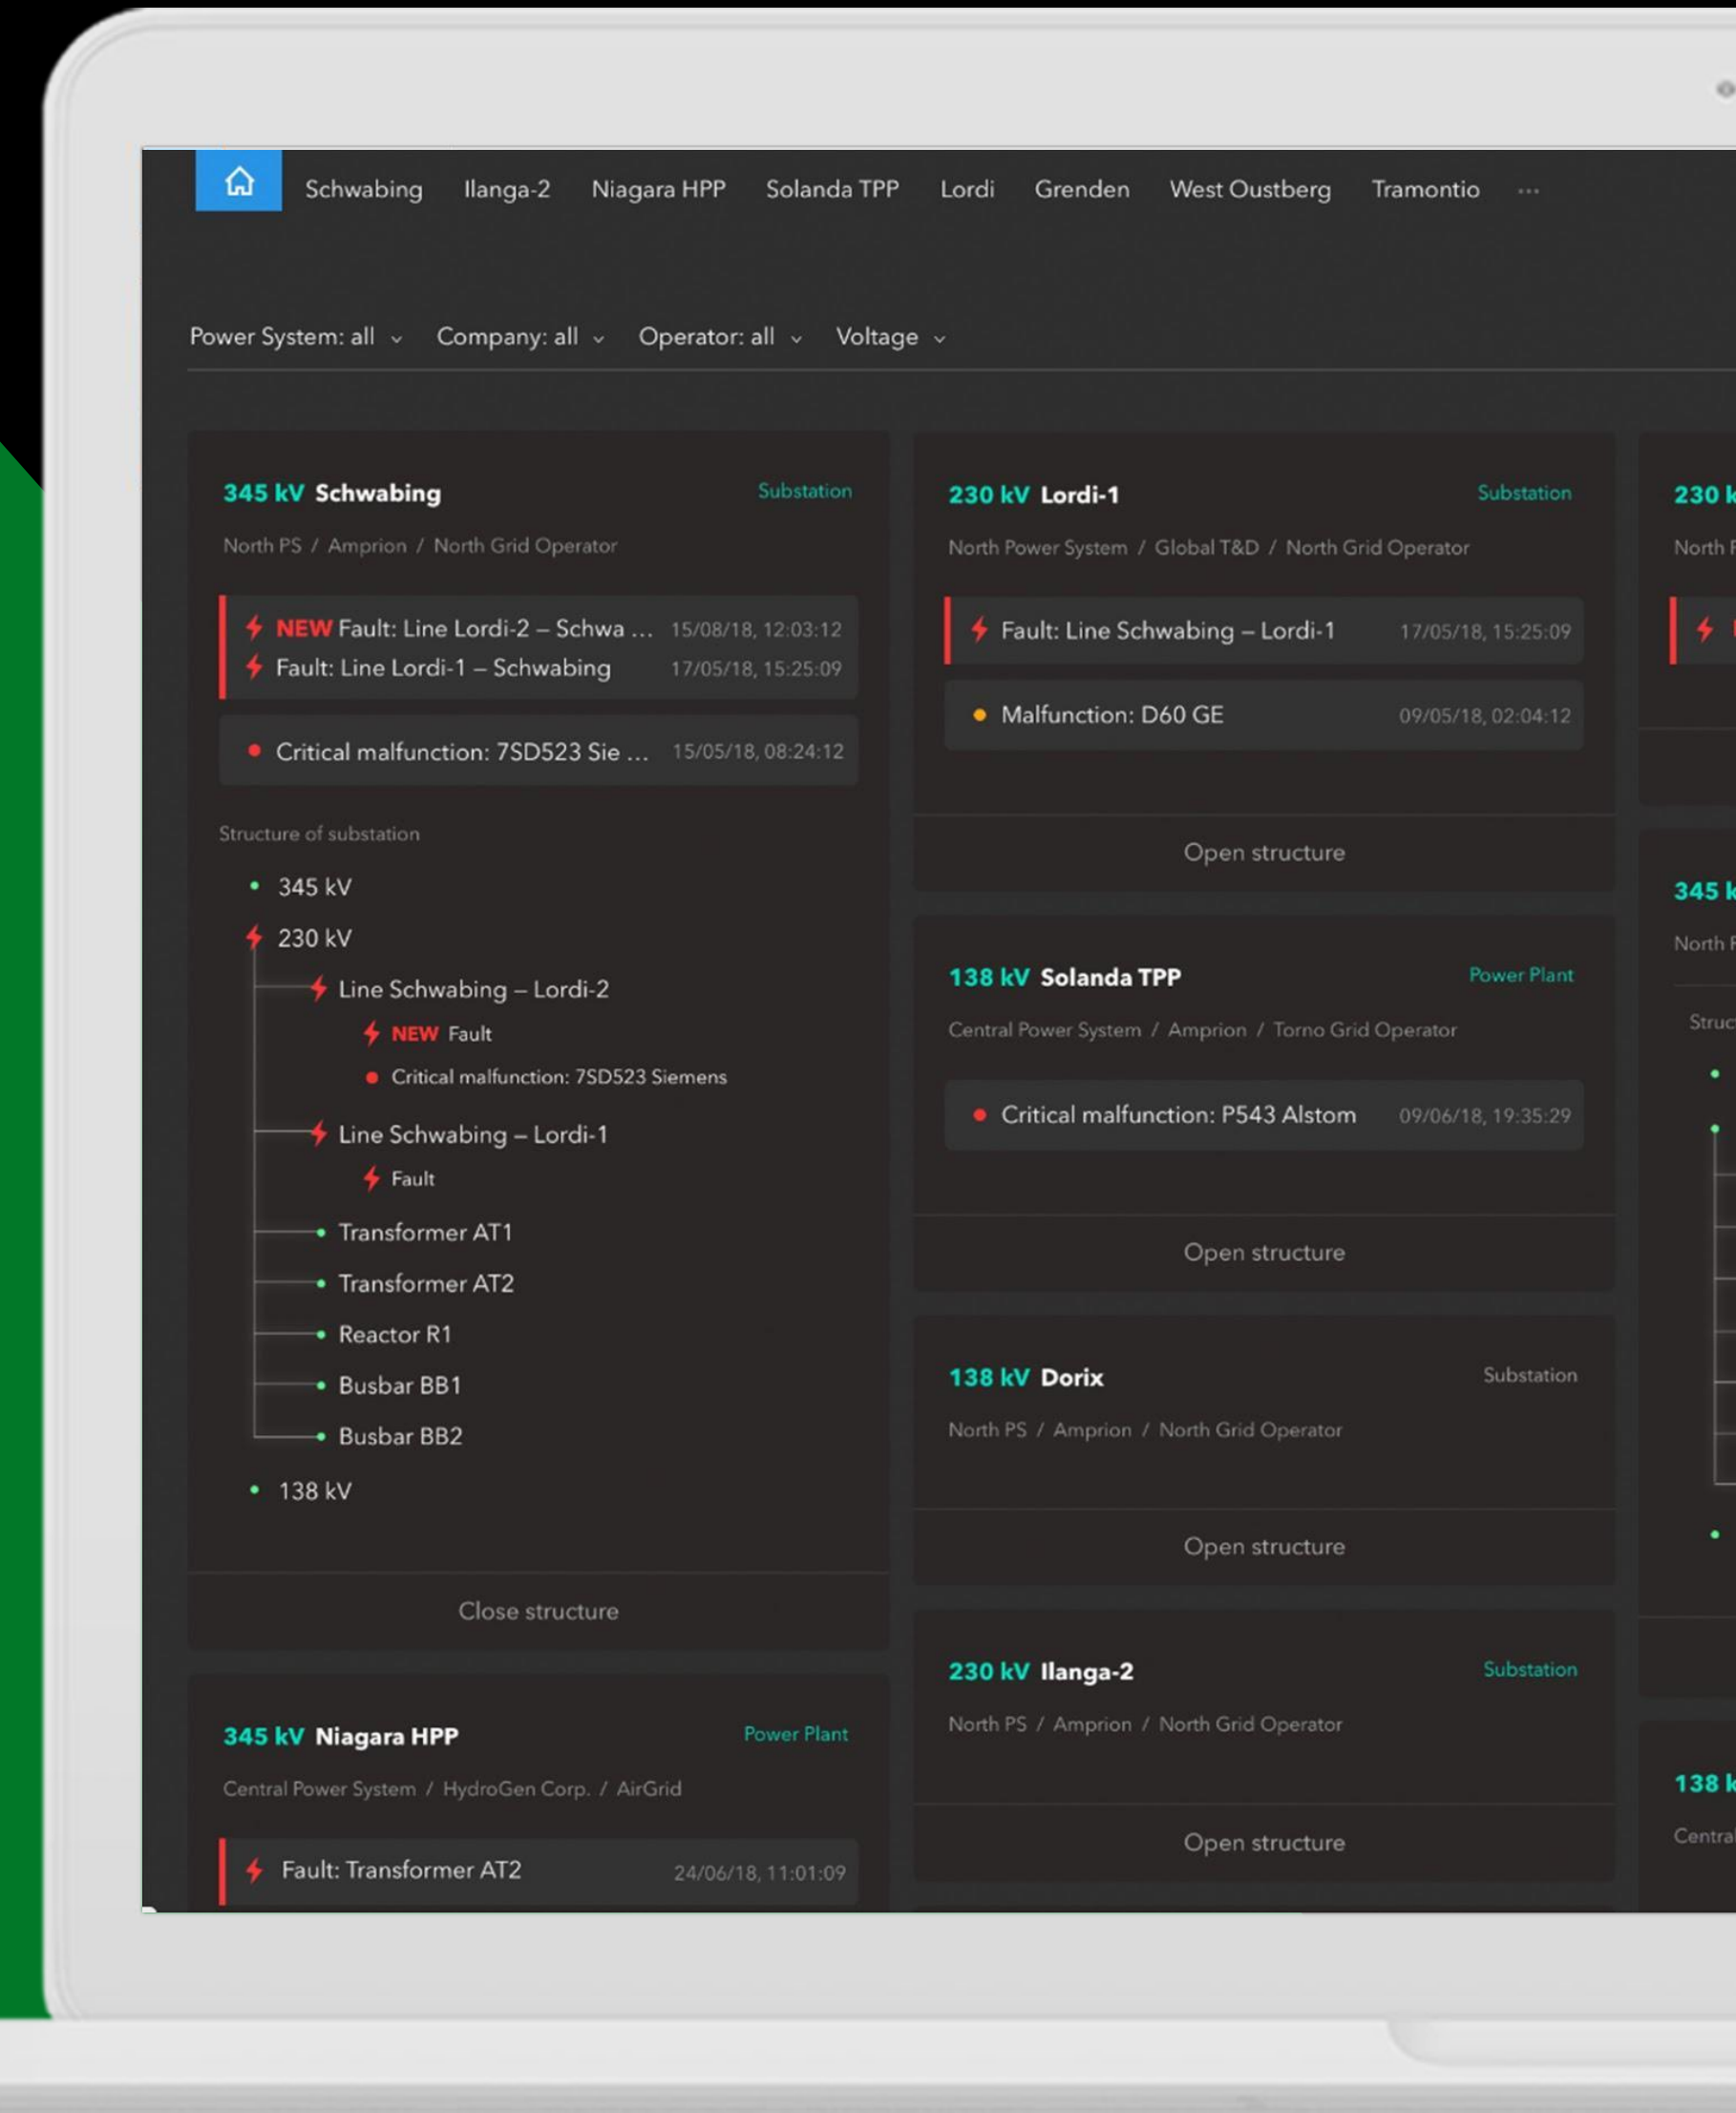 Schwabing Ilanga-2 Niagara HPP Solanda TPP Lordi Grenden West Oustberg Tramontio ...
Power System: all Company: all Operator: all Voltage
345 kV Schwabing Substation
North PS / Amprion / North Grid Operator
NEW Fault: Line Lordi-2 – Schwa ... 15/08/18, 12:03:12
Fault: Line Lordi-1 – Schwabing 17/05/18, 15:25:09
Critical malfunction: 7SD523 Sie ... 15/05/18, 08:24:12
Structure of substation
345 kV
230 kV
Line Schwabing – Lordi-2
NEW Fault
Critical malfunction: 7SD523 Siemens
Line Schwabing – Lordi-1
Fault
Transformer AT1
Transformer AT2
Reactor R1
Busbar BB1
Busbar BB2
138 kV
Close structure
345 kV Niagara HPP Power Plant
Central Power System / HydroGen Corp. / AirGrid
Fault: Transformer AT2 24/06/18, 11:01:09
230 kV Lordi-1 Substation
North Power System / Global T&D / North Grid Operator
Fault: Line Schwabing – Lordi-1 17/05/18, 15:25:09
Malfunction: D60 GE 09/05/18, 02:04:12
Open structure
138 kV Solanda TPP Power Plant
Central Power System / Amprion / Torno Grid Operator
Critical malfunction: P543 Alstom 09/06/18, 19:35:29
Open structure
138 kV Dorix Substation
North PS / Amprion / North Grid Operator
Open structure
230 kV Ilanga-2 Substation
North PS / Amprion / North Grid Operator
Open structure
230 k
North
345 k
North
Struc
138 k
Central